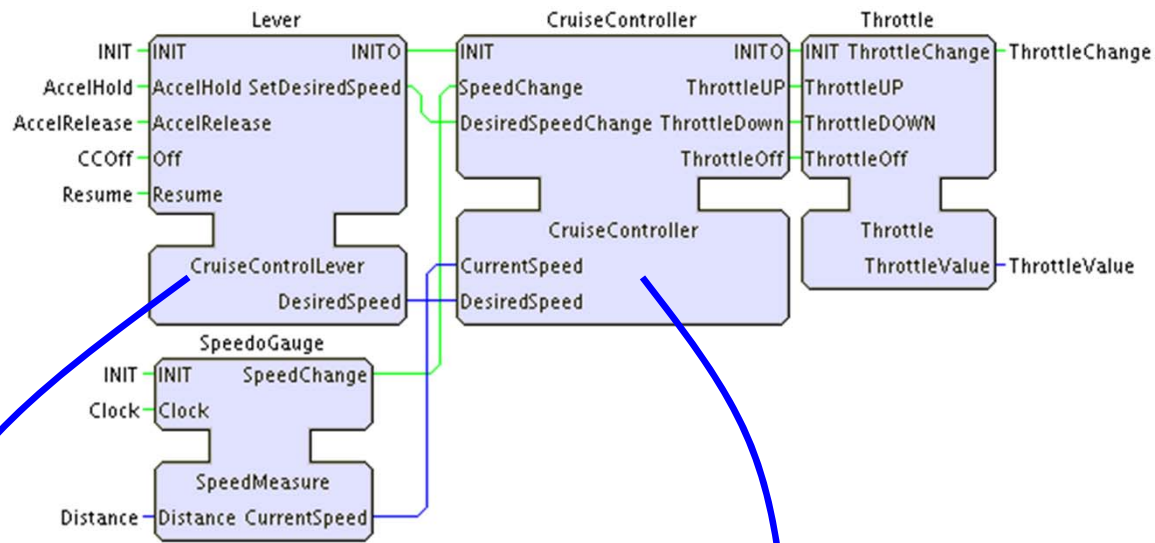 Lever CruiseController Throttle
INIT INIT INITO INIT INITO INIT ThrottleChange ThrottleChange
AccelHold AccelHold SetDesiredSpeed SpeedChange ThrottleUP ThrottleUP
AccelRelease AccelRelease DesiredSpeedChange ThrottleDown ThrottleDOWN
CCOff Off ThrottleOff ThrottleOff
Resume Resume
CruiseController Throttle
CruiseControlLever CurrentSpeed ThrottleValue ThrottleValue
DesiredSpeed DesiredSpeed
SpeedoGauge
INIT INIT SpeedChange
Clock Clock
SpeedMeasure
Distance Distance CurrentSpeed